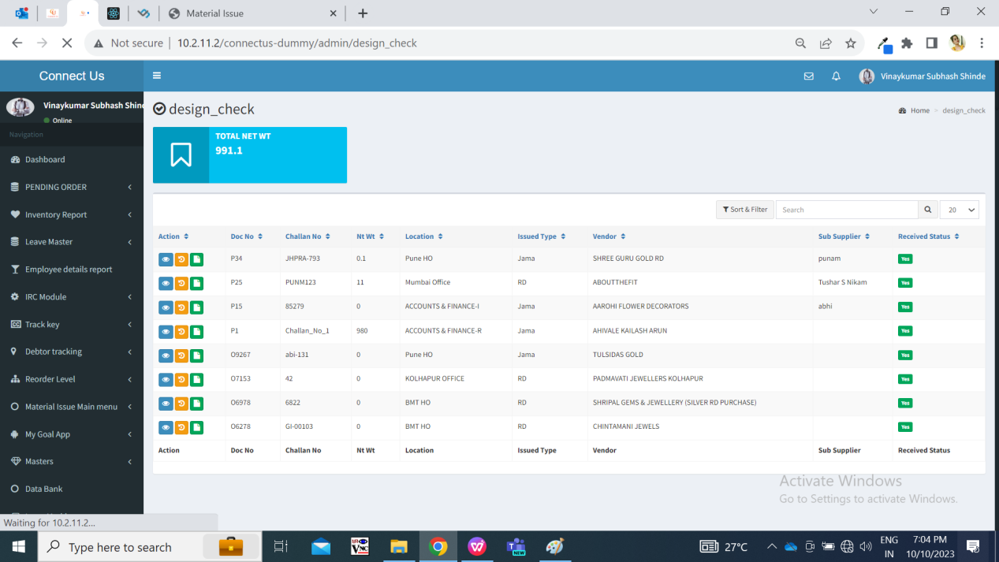 Material Issue
Not secure | 10.2.11.2/connectus-dummy/admin/design_check
Connect Us
Vinaykumar Subhash Shinde
Vinaykumar Subhash Shind
Online
Navigation
Dashboard
PENDING ORDER
Inventory Report
Leave Master
Employee details report
IRC Module
Track key
Debtor tracking
Reorder Level
Material Issue Main menu
My Goal App
Masters
Data Bank
design_check
Home > design_check
TOTAL NET WT
991.1
Sort & Filter Search 20
Action Doc No Challan No Nt Wt Location Issued Type Vendor Sub Supplier Received Status
P34 JHPRA-793 0.1 Pune HO Jama SHREE GURU GOLD RD punam Yes
P25 PUNM123 11 Mumbai Office RD ABOUTTHEFIT Tushar S Nikam Yes
P15 85279 0 ACCOUNTS & FINANCE-I Jama AAROHI FLOWER DECORATORS abhi Yes
P1 Challan_No_1 980 ACCOUNTS & FINANCE-R Jama AHIVALE KAILASH ARUN Yes
O9267 abi-131 0 Pune HO Jama TULSIDAS GOLD Yes
O7153 42 0 KOLHAPUR OFFICE RD PADMAVATI JEWELLERS KOLHAPUR Yes
O6978 6822 0 BMT HO RD SHRIPAL GEMS & JEWELLERY (SILVER RD PURCHASE) Yes
O6278 GI-00103 0 BMT HO RD CHINTAMANI JEWELS Yes
Action Doc No Challan No Nt Wt Location Issued Type Vendor Sub Supplier Received Status
Activate Windows
Go to Settings to activate Windows.
Waiting for 10.2.11.2...
Type here to search
27°C
ENG
IN
7:04 PM
10/10/2023